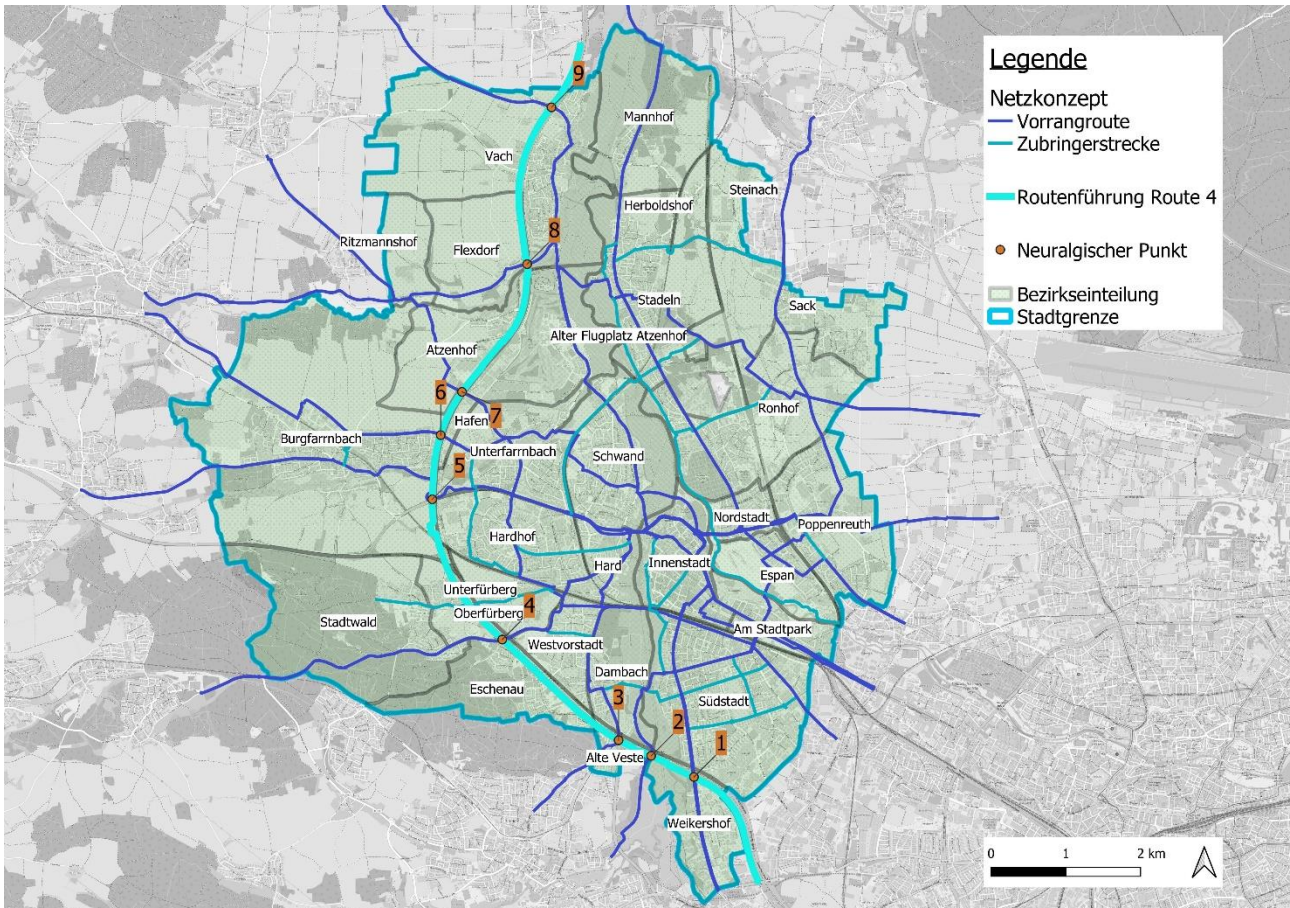 Legende
Netzkonzept
Vorrangroute
Zubringerstrecke
Routenführung Route 4
Neuralgischer Punkt
Bezirkseinteilung
Stadtgrenze
9
Mannhof
Vach
Steinach
Herboldshof
8
Ritzmannshof
Flexdorf
Stadeln
Sack
Alter Flugplatz Atzenhof
Atzenhof
6
7
Hafen
Ronhof
Burgfarrnbach
Unterfarrnbach
Schwand
5
Nordstadt
Poppenreuth
Hardhof
Hard
Innenstadt
Espan
Unterfürberg
4
Oberfürberg
Stadtwald
Am Stadtpark
Westvorstadt
Dambach
Eschenau
3
Südstadt
2
1
Alte Veste
Weikershof
0 1 2 km